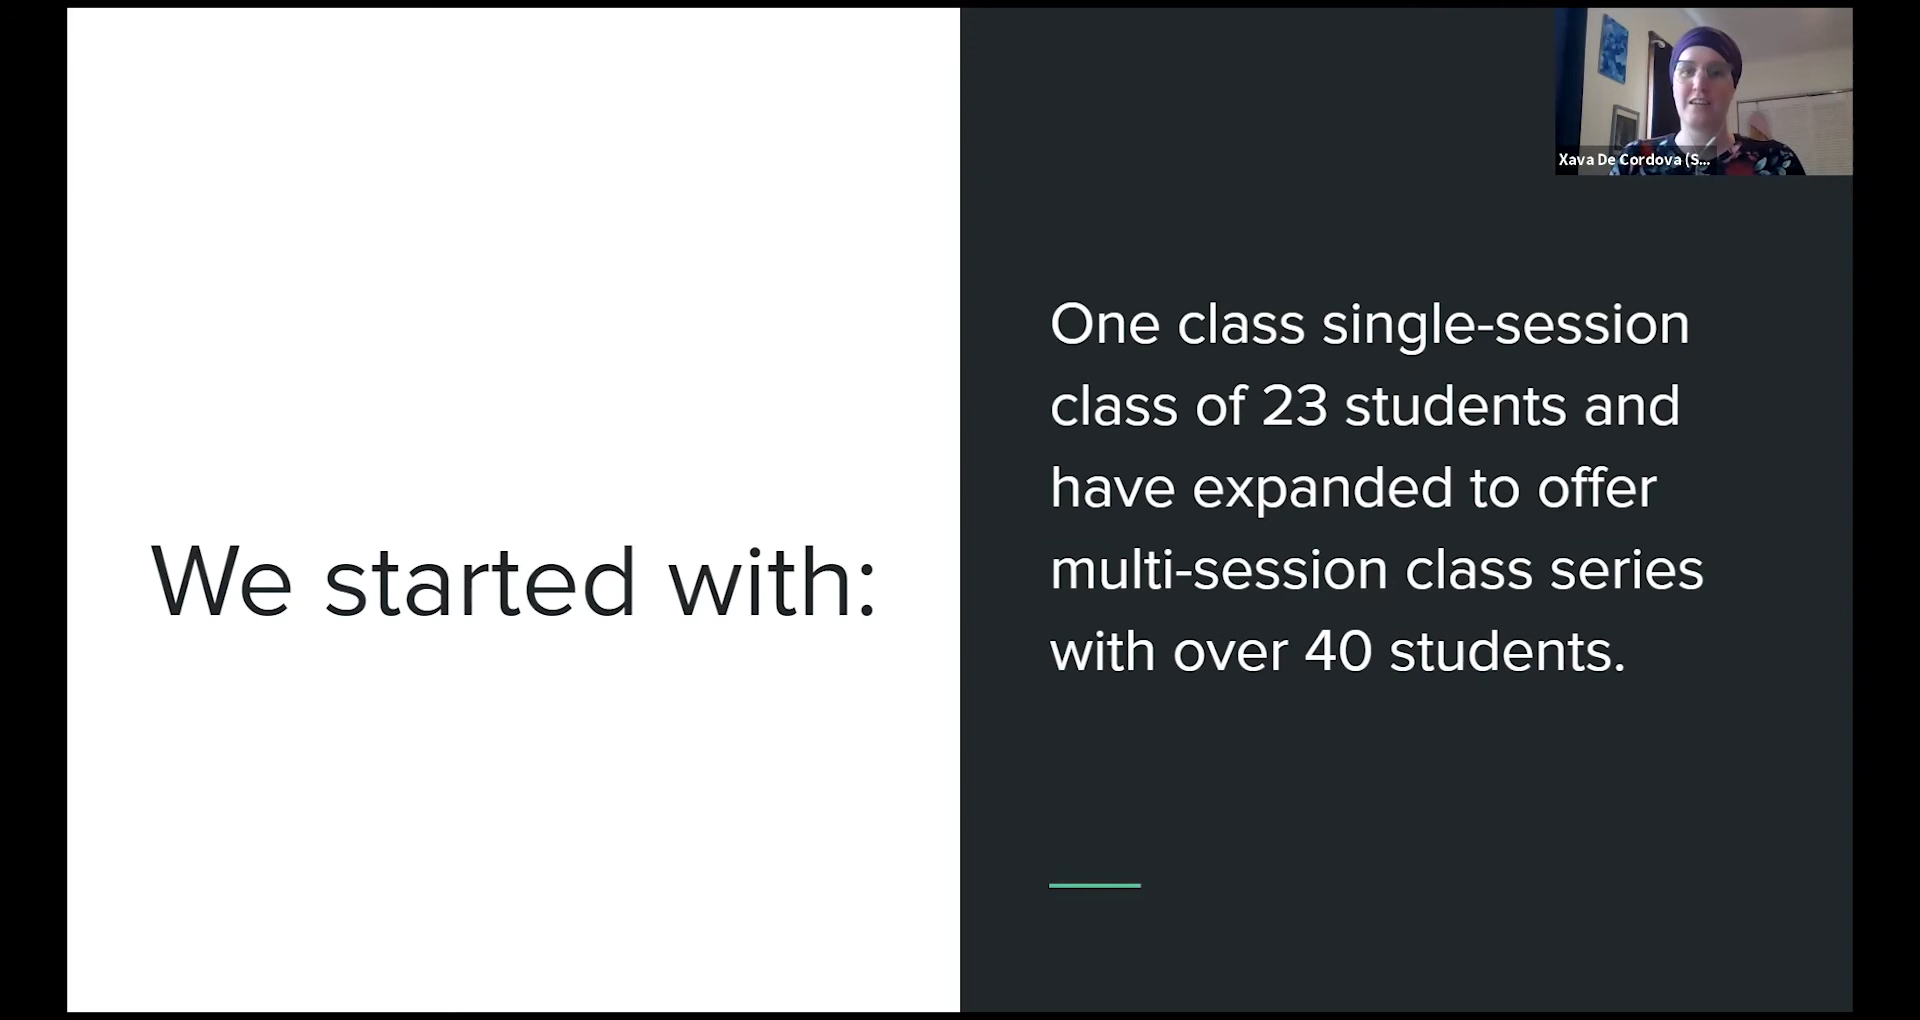 We started with:
One class single-session
class of 23 students and
have expanded to offer
multi-session class series
with over 40 students.
Xava De Cordova (S...